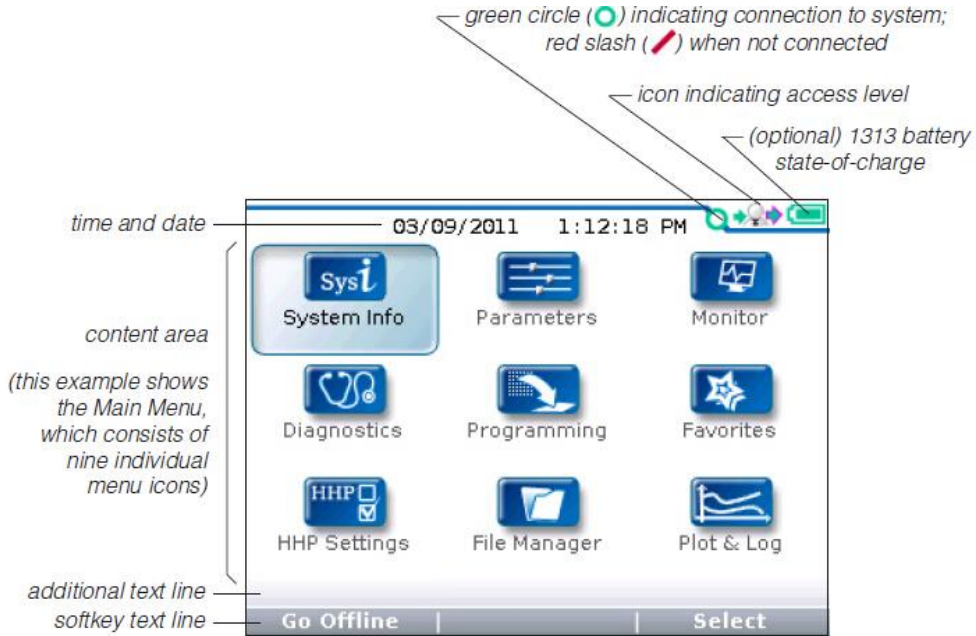 green circle ( ) indicating connection to system;
red slash ( ) when not connected
icon indicating access level
(optional) 1313 battery
state-of-charge
time and date
03/09/2011 1:12:18 PM
Sysi
System Info
Parameters
Monitor
content area
(this example shows
the Main Menu,
which consists of
nine individual
menu icons)
Diagnostics
Programming
Favorites
HHP
HHP Settings
File Manager
Plot & Log
additional text line
softkey text line
Go Offline | | Select